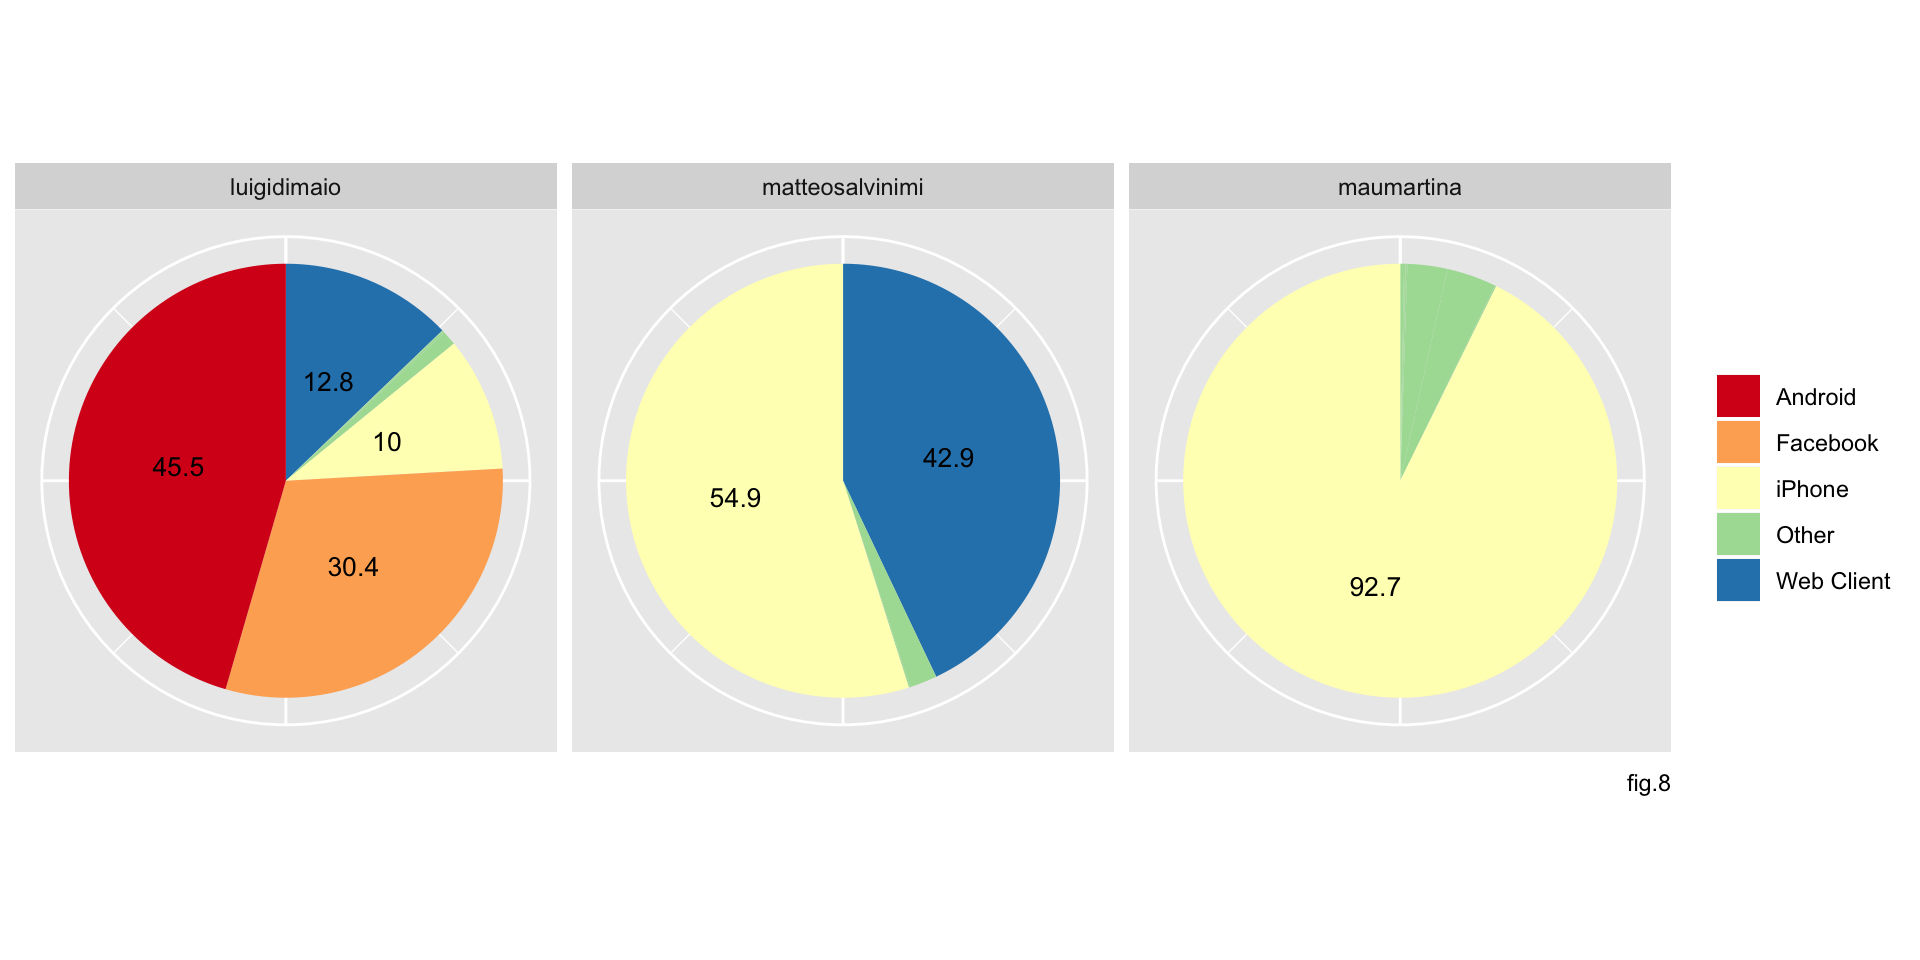 luigidimaio
matteosalvinimi
maumartina
12.8
10
45.5
30.4
42.9
54.9
92.7
Android
Facebook
iPhone
Other
Web Client
fig.8